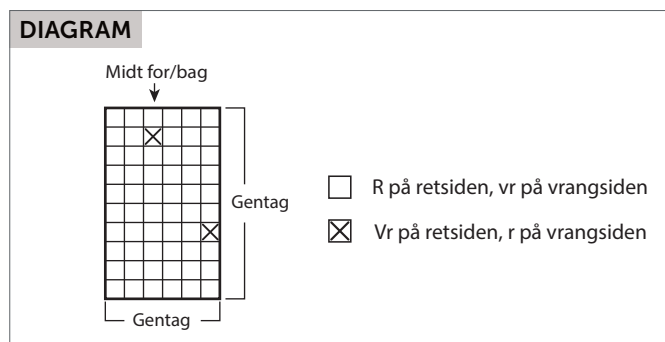 DIAGRAM
Midt for/bag
Gentag
R på retsiden, vr på vrangsiden
Vr på retsiden, r på vrangsiden
Gentag